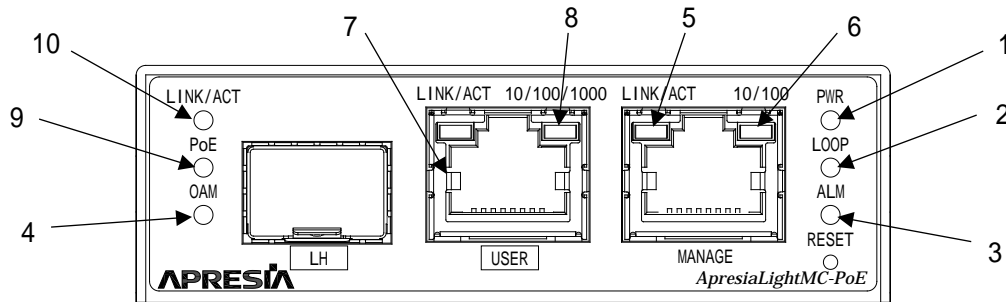 10 7 8 5 6 1
LINK/ACT LINK/ACT 10/100/1000 LINK/ACT 10/100 PWR
9 PoE LOOP 2
OAM ALM
4 RESET 3
LH USER MANAGE
APRESIA ApresiaLightMC-PoE